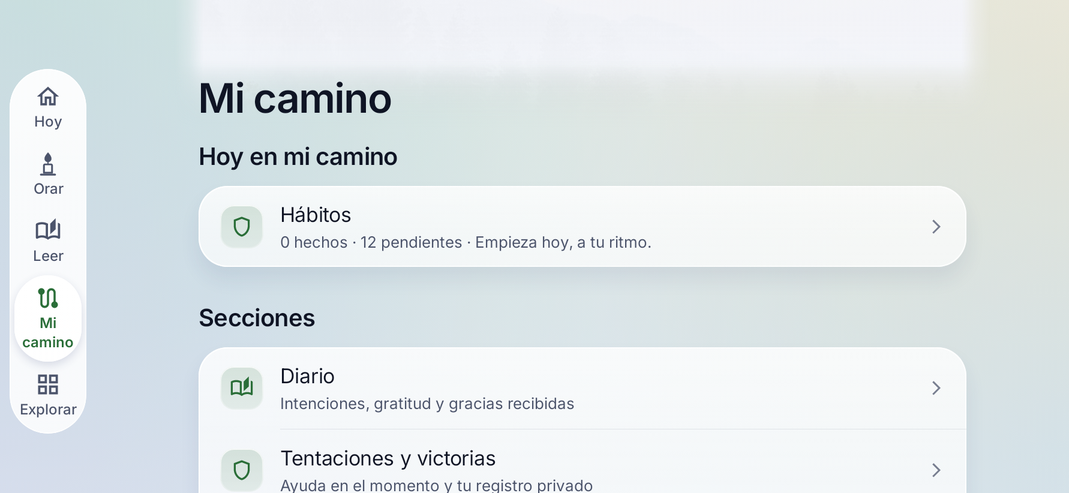 Mi camino
Hoy en mi camino
Hábitos
0 hechos · 12 pendientes · Empieza hoy, a tu ritmo.
Secciones
Diario
Intenciones, gratitud y gracias recibidas
Tentaciones y victorias
Ayuda en el momento y tu registro privado
Hoy
Orar
Leer
Mi
camino
Explorar